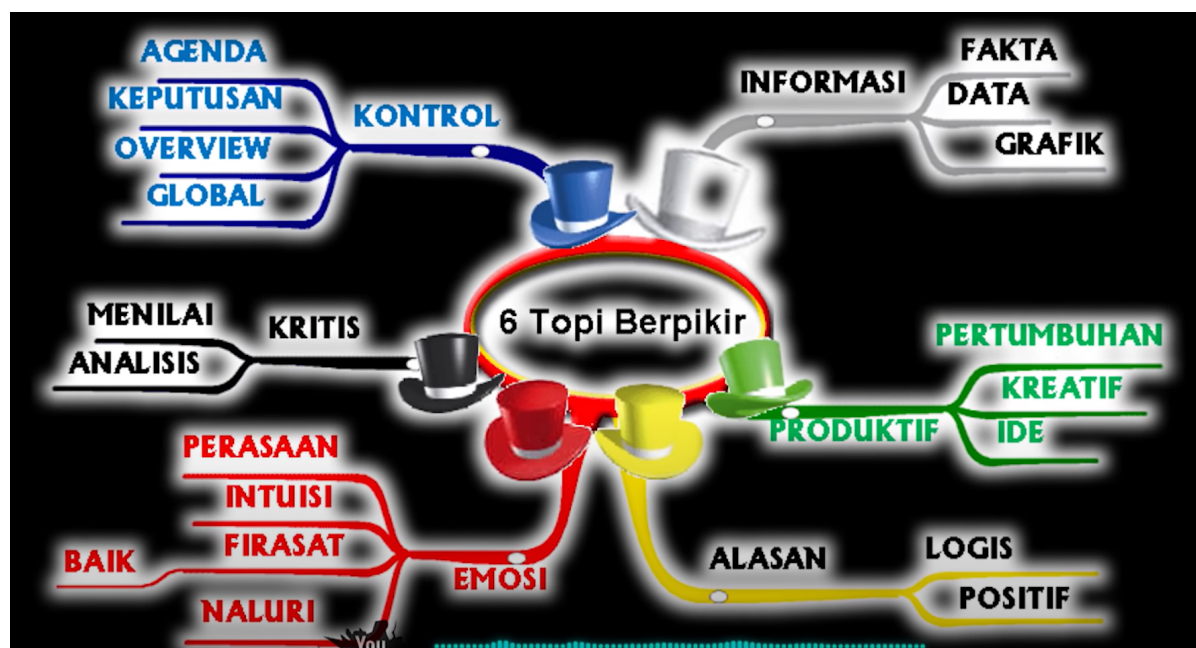 6 Topi Berpikir
KONTROL
AGENDA
KEPUTUSAN
OVERVIEW
GLOBAL
INFORMASI
FAKTA
DATA
GRAFIK
KRITIS
MENILAI
ANALISIS
PRODUKTIF
PERTUMBUHAN
KREATIF
IDE
EMOSI
PERASAAN
INTUISI
FIRASAT
BAIK
NALURI
ALASAN
LOGIS
POSITIF
You